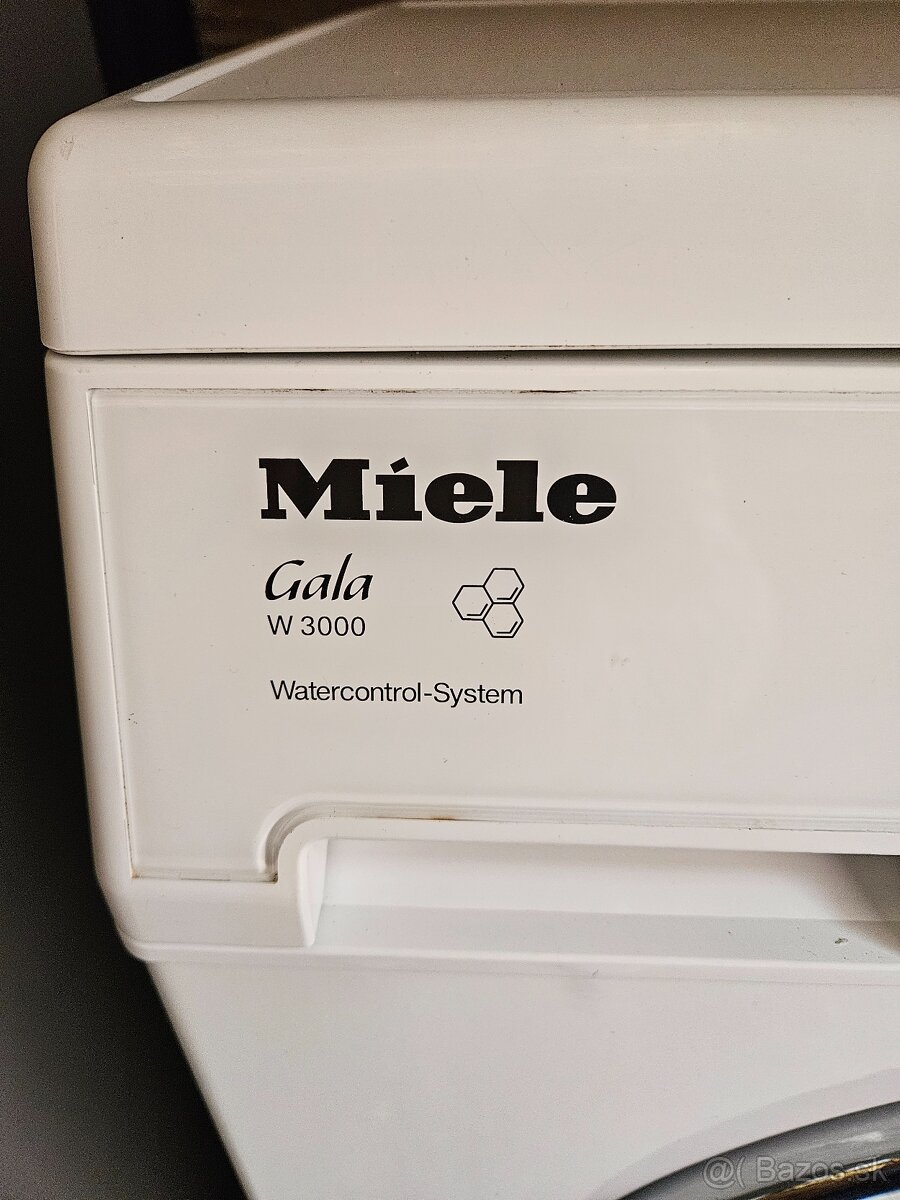 Miele
Gala
W 3000
Watercontrol-System
@( Bazos.sk